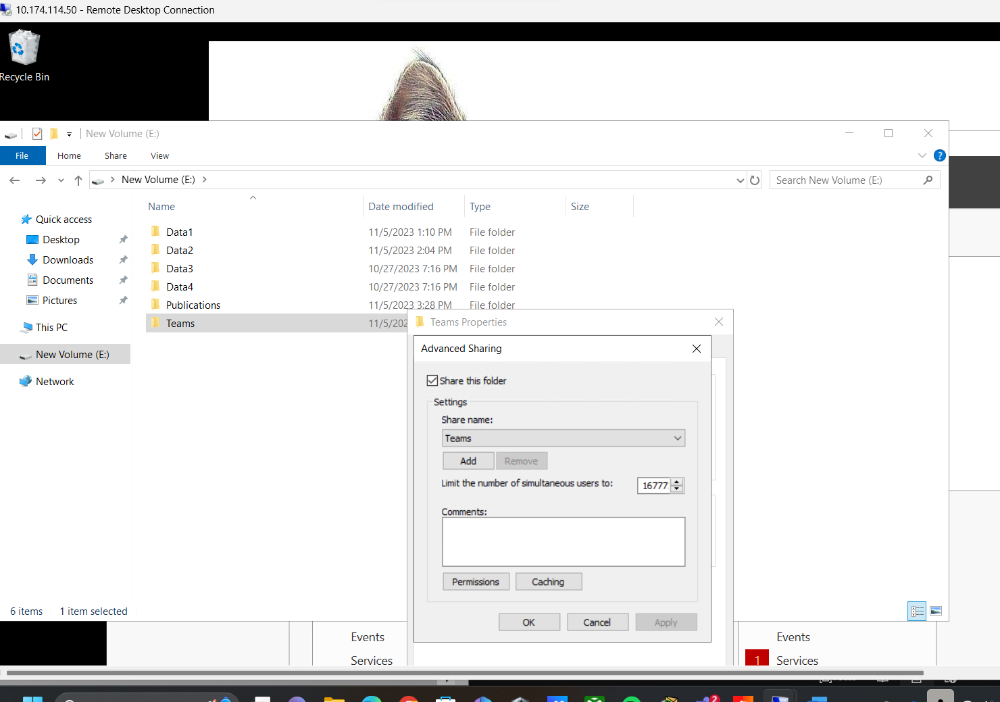 10.174.114.50 - Remote Desktop Connection
Recycle Bin
New Volume (E:)
File Home Share View
New Volume (E:)
Search New Volume (E:)
Name Date modified Type Size
Quick access
Desktop
Downloads
Documents
Pictures
This PC
New Volume (E:)
Network
Data1 11/5/2023 1:10 PM File folder
Data2 11/5/2023 2:04 PM File folder
Data3 10/27/2023 7:16 PM File folder
Data4 10/27/2023 7:16 PM File folder
Publications 11/5/2023 3:28 PM File folder
Teams 11/5/202
Teams Properties
Advanced Sharing
Share this folder
Settings
Share name:
Teams
Add Remove
Limit the number of simultaneous users to: 16777
Comments:
Permissions Caching
OK Cancel Apply
6 items 1 item selected
Events
Services
Events
1 Services
2